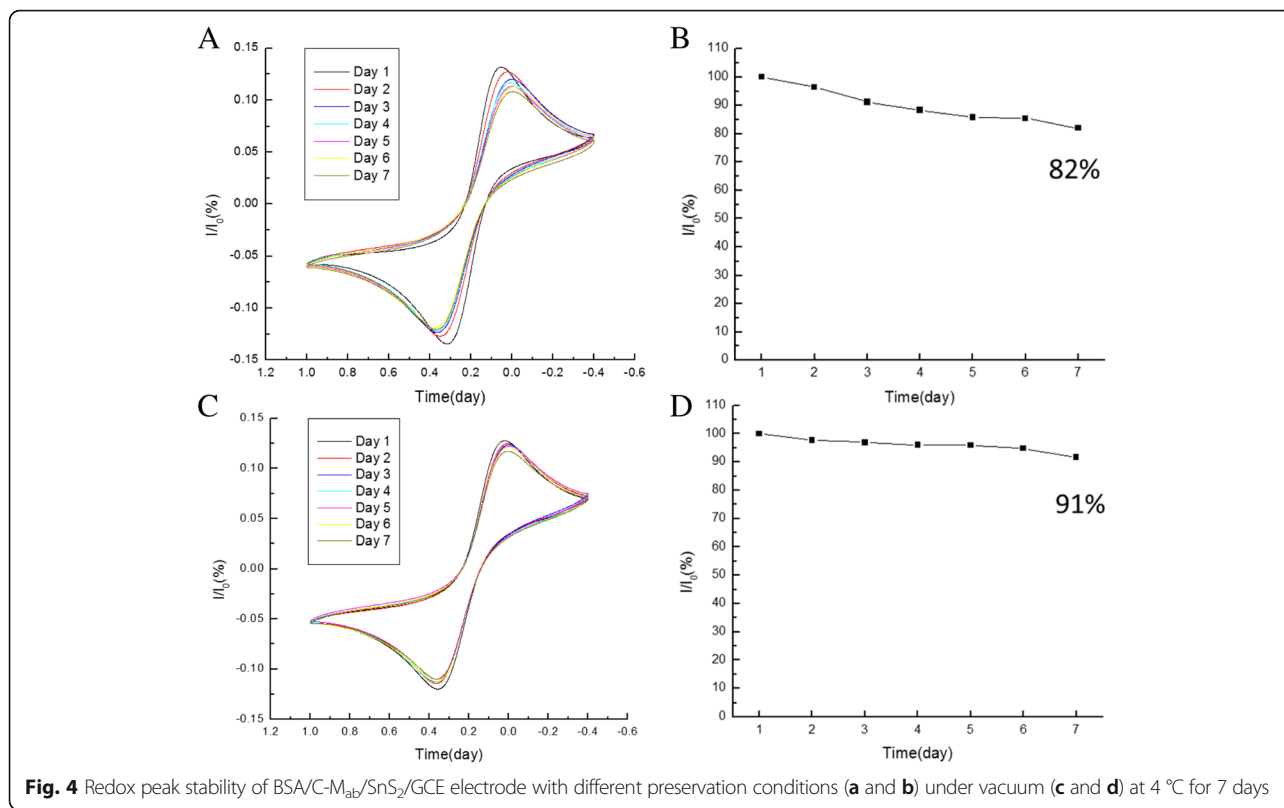 A
0.15
0.10
0.05
0.00
-0.05
-0.10
-0.15
I/I0(%)
Day 1
Day 2
Day 3
Day 4
Day 5
Day 6
Day 7
1.2 1.0 0.8 0.6 0.4 0.2 0.0 -0.2 -0.4 -0.6
Time(day)
B
110
100
90
80
70
60
50
40
30
20
10
0
I/I0(%)
82%
1 2 3 4 5 6 7
Time(day)
C
0.15
0.10
0.05
0.00
-0.05
-0.10
-0.15
I/I0(%)
Day 1
Day 2
Day 3
Day 4
Day 5
Day 6
Day 7
1.2 1.0 0.8 0.6 0.4 0.2 0.0 -0.2 -0.4 -0.6
Time(day)
D
110
100
90
80
70
60
50
40
30
20
10
0
I/I0(%)
91%
1 2 3 4 5 6 7
Time(day)
Fig. 4 Redox peak stability of BSA/C-Mab/SnS2/GCE electrode with different preservation conditions (a and b) under vacuum (c and d) at 4 °C for 7 days